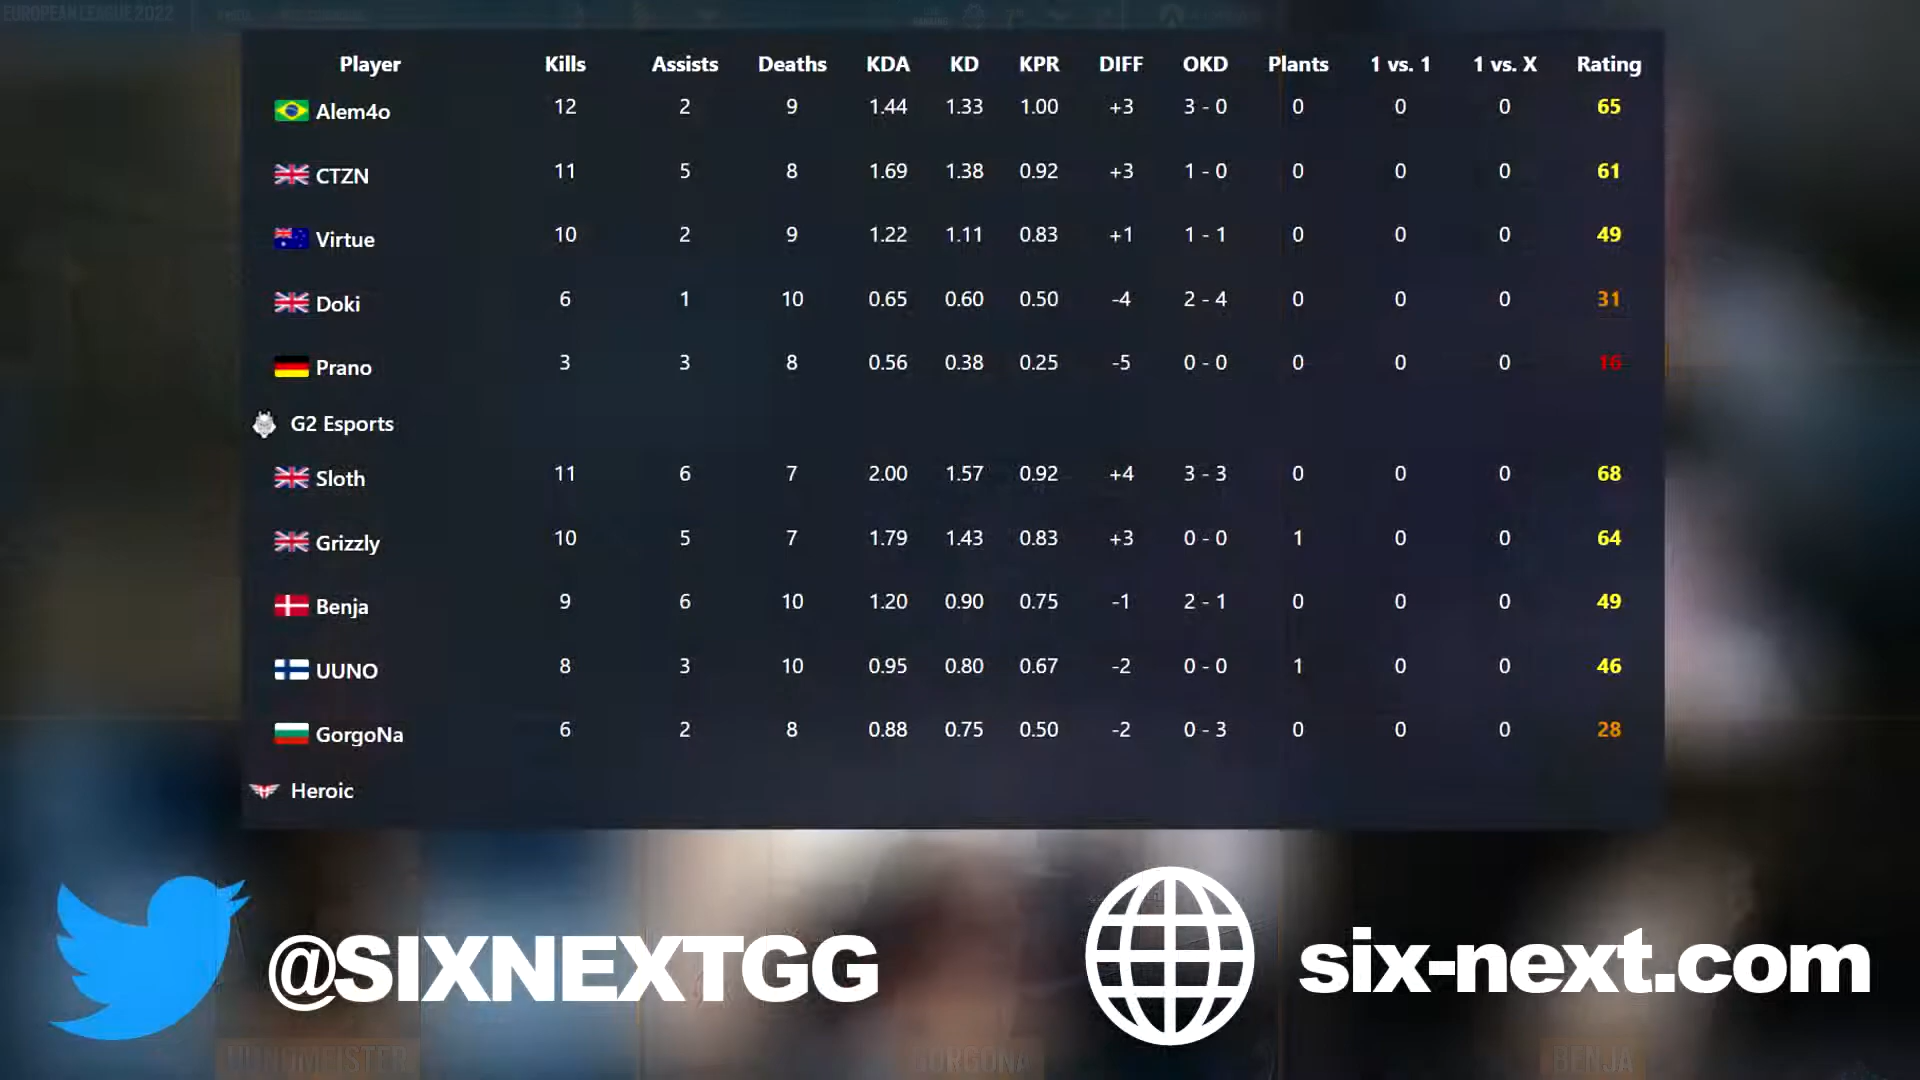 EUROPEAN LEAGUE 2022
Player Kills Assists Deaths KDA KD KPR DIFF OKD Plants 1 vs. 1 1 vs. X Rating
Alem4o 12 2 9 1.44 1.33 1.00 +3 3 - 0 0 0 0 65
CTZN 11 5 8 1.69 1.38 0.92 +3 1 - 0 0 0 0 61
Virtue 10 2 9 1.22 1.11 0.83 +1 1 - 1 0 0 0 49
Doki 6 1 10 0.65 0.60 0.50 -4 2 - 4 0 0 0 31
Prano 3 3 8 0.56 0.38 0.25 -5 0 - 0 0 0 0 16
G2 Esports
Sloth 11 6 7 2.00 1.57 0.92 +4 3 - 3 0 0 0 68
Grizzly 10 5 7 1.79 1.43 0.83 +3 0 - 0 1 0 0 64
Benja 9 6 10 1.20 0.90 0.75 -1 2 - 1 0 0 0 49
UUNO 8 3 10 0.95 0.80 0.67 -2 0 - 0 1 0 0 46
GorgoNa 6 2 8 0.88 0.75 0.50 -2 0 - 3 0 0 0 28
Heroic
@SIXNEXTGG six-next.com
GORGONA BENJA